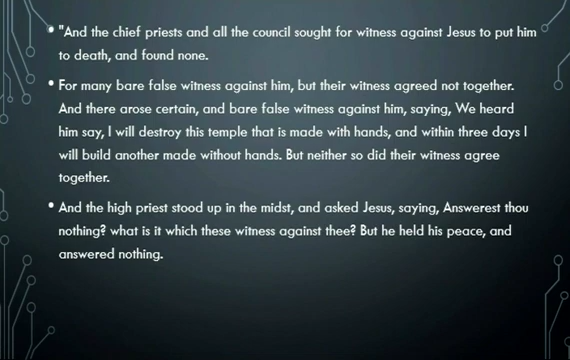 • "And the chief priests and all the council sought for witness against Jesus to put him
to death, and found none.
• For many bare false witness against him, but their witness agreed not together.
And there arose certain, and bare false witness against him, saying, We heard
him say, I will destroy this temple that is made with hands, and within three days I
will build another made without hands. But neither so did their witness agree
together.
• And the high priest stood up in the midst, and asked Jesus, saying, Answerest thou
nothing? what is it which these witness against thee? But he held his peace, and
answered nothing.